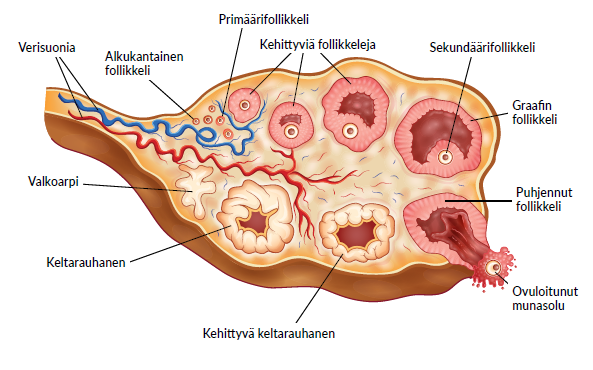 Primäärifollikkeli
Verisuonia
Alkukantainen
follikkeli
Kehittyviä follikkeleja
Sekundäärifollikkeli
Graafin
follikkeli
Valkoarpi
Puhjennut
follikkeli
Keltarauhanen
Ovuloitunut
munasolu
Kehittyvä keltarauhanen